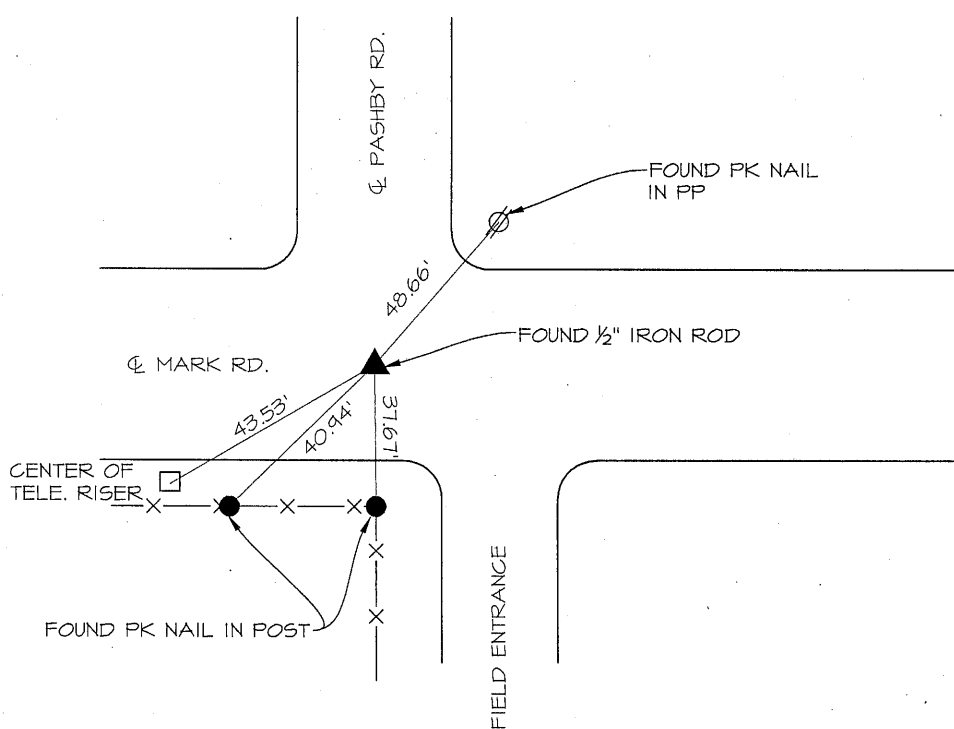 ℄ PASHBY RD.
FOUND PK NAIL
IN PP
48.66'
FOUND ½" IRON ROD
℄ MARK RD.
43.53'
40.94'
37.67'
CENTER OF
TELE. RISER
FOUND PK NAIL IN POST
FIELD ENTRANCE